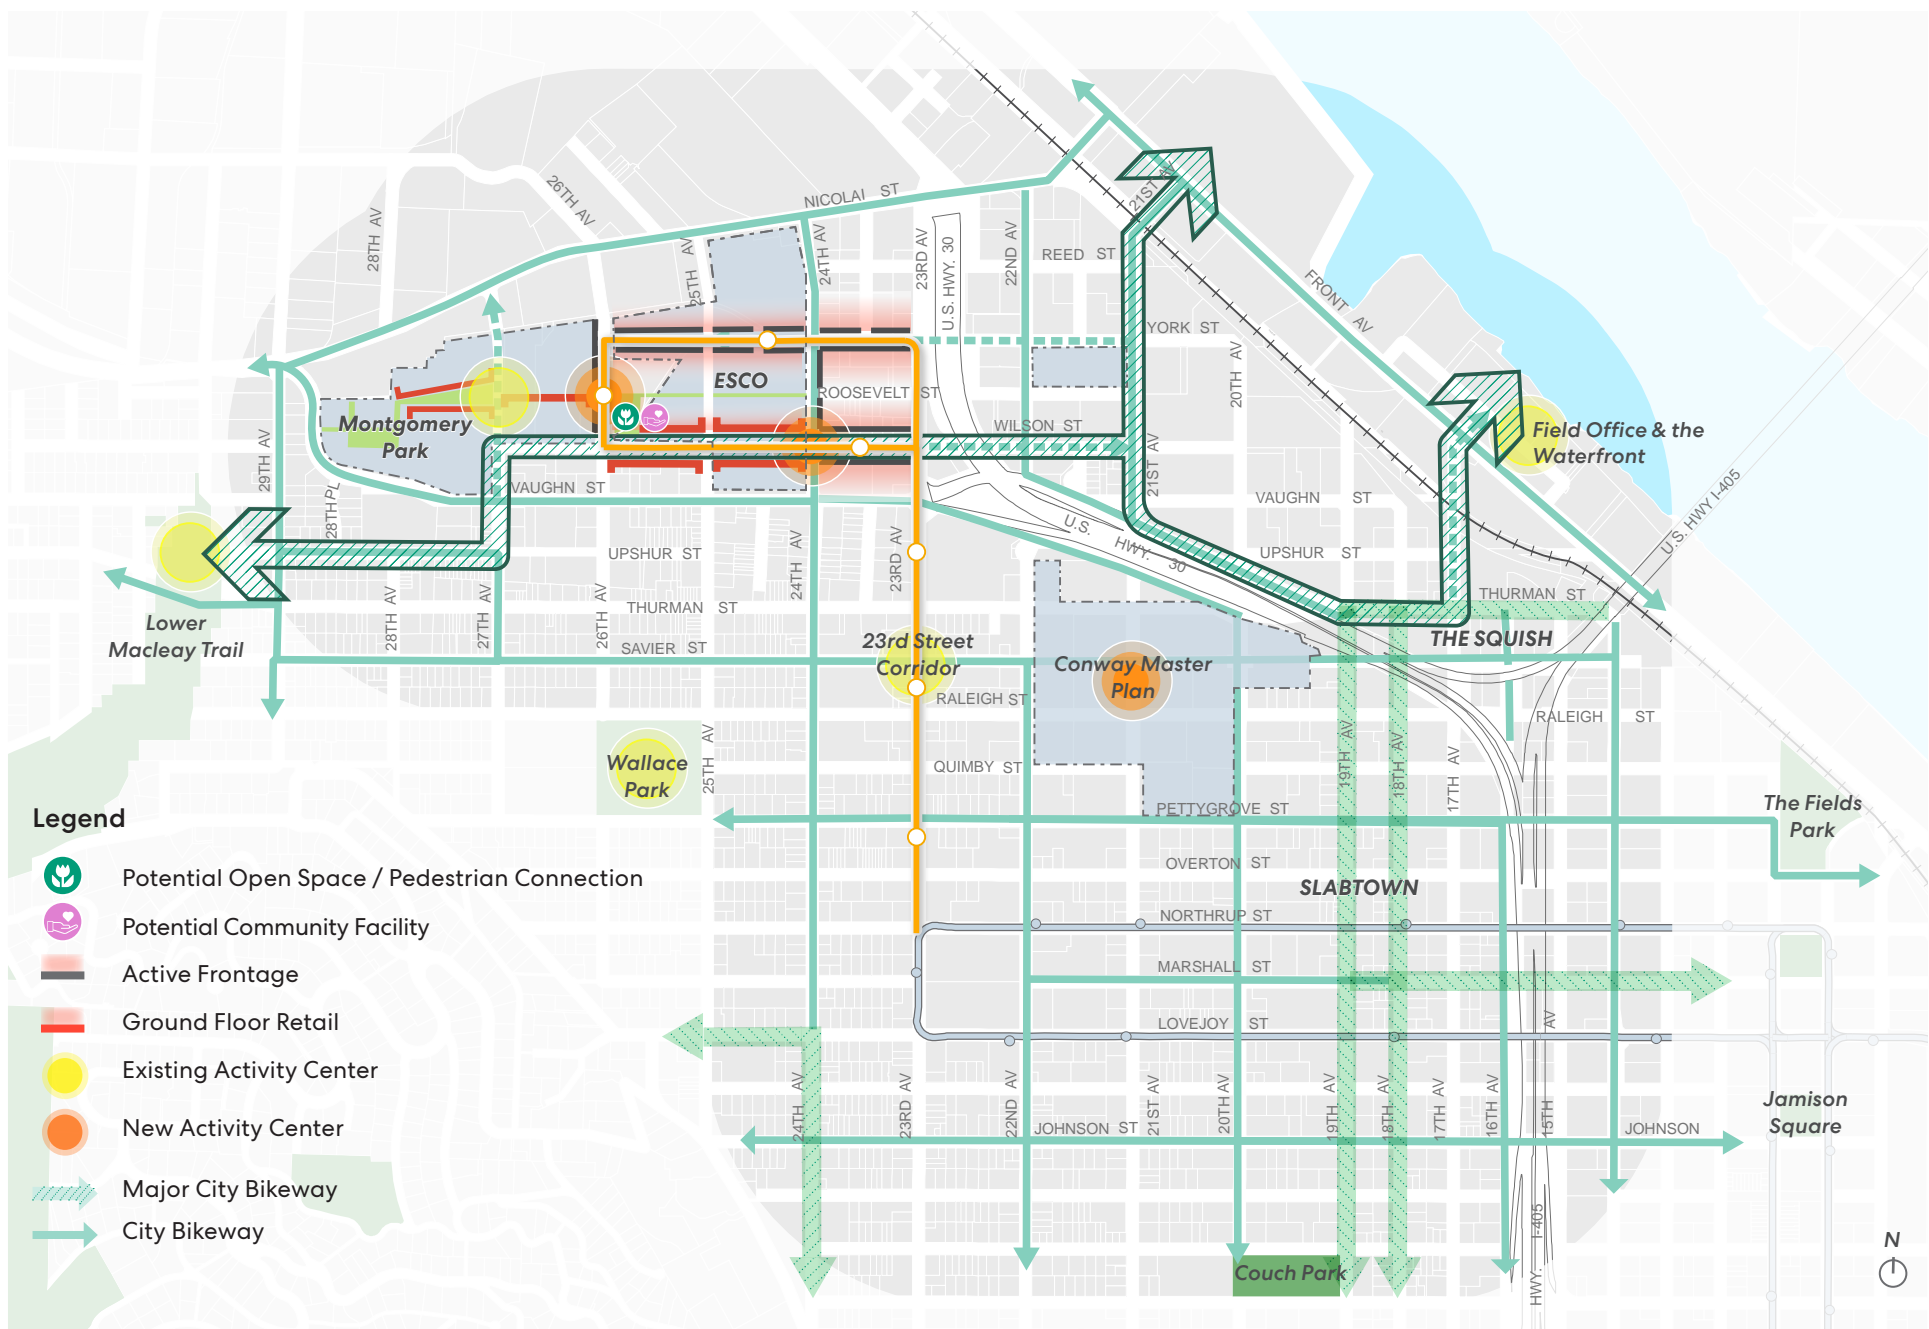 26TH AV
28TH AV
NICOLAI ST
25TH AV
24TH AV
23RD AV
U.S. HWY. 30
22ND AV
REED ST
21ST AV
FRONT AV
YORK ST
20TH AV
ESCO
ROOSEVELT ST
WILSON ST
Montgomery
Park
Field Office & the
Waterfront
29TH AV
28TH PL
VAUGHN ST
21ST AV
VAUGHN ST
U.S. HWY I-405
U.S. HWY. 30
UPSHUR ST
24TH AV
23RD AV
UPSHUR ST
THURMAN ST
THURMAN ST
28TH AV
27TH AV
26TH AV
Lower
Macleay Trail
SAVIER ST
23rd Street
Corridor
Conway Master
Plan
THE SQUISH
RALEIGH ST
RALEIGH ST
25TH AV
19TH AV
18TH AV
17TH AV
Wallace
Park
QUIMBY ST
PETTYGROVE ST
The Fields
Park
OVERTON ST
SLABTOWN
NORTHRUP ST
MARSHALL ST
LOVEJOY ST
15TH AV
24TH AV
23RD AV
22ND AV
21ST AV
20TH AV
19TH AV
18TH AV
17TH AV
16TH AV
JOHNSON ST
JOHNSON
Jamison
Square
HWY. I-405
Couch Park
N
Legend
Potential Open Space / Pedestrian Connection
Potential Community Facility
Active Frontage
Ground Floor Retail
Existing Activity Center
New Activity Center
Major City Bikeway
City Bikeway